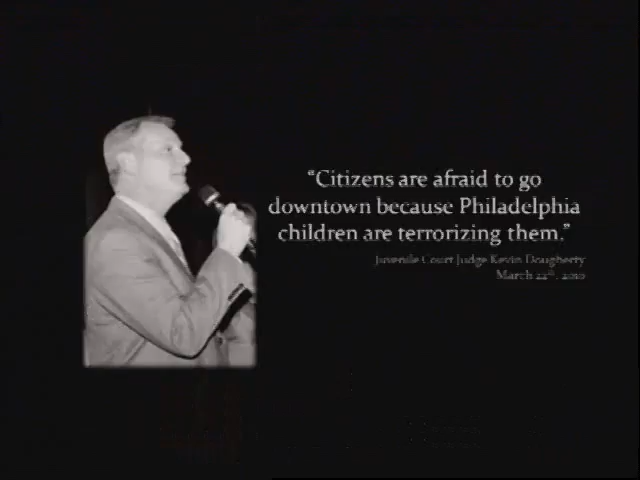 “Citizens are afraid to go
downtown because Philadelphia
children are terrorizing them.”
Juvenile Court Judge Kevin Dougherty
March 22th, 2010